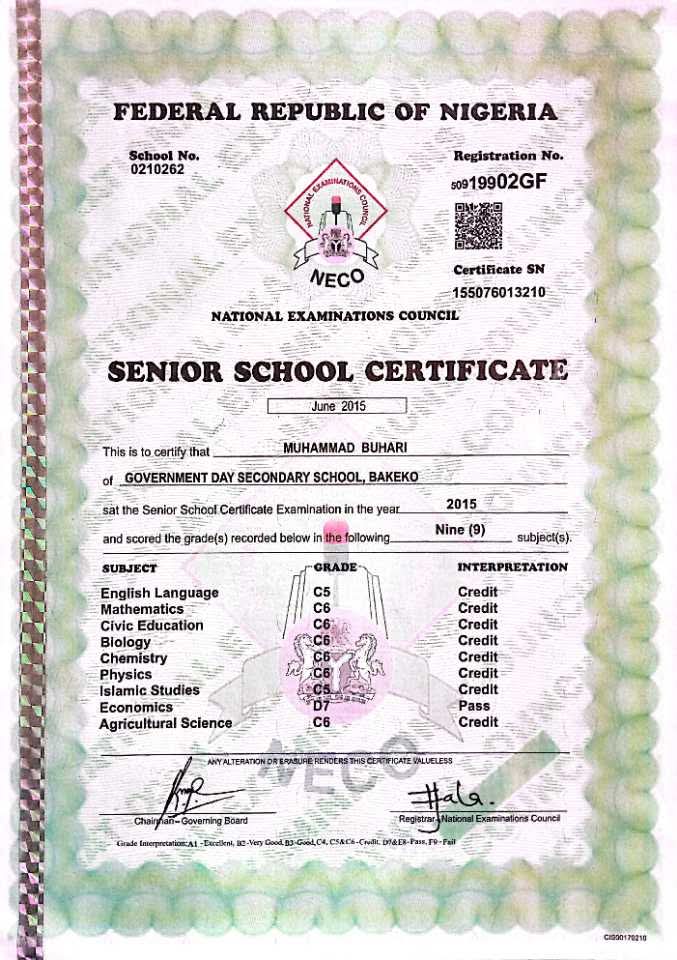 FEDERAL REPUBLIC OF NIGERIA
School No.
0210262
Registration No.
50919902GF
NATIONAL EXAMINATIONS COUNCIL
NECO
Certificate SN
155076013210
NATIONAL EXAMINATIONS COUNCIL
SENIOR SCHOOL CERTIFICATE
June 2015
This is to certify that MUHAMMAD BUHARI
of GOVERNMENT DAY SECONDARY SCHOOL, BAKEKO
sat the Senior School Certificate Examination in the year 2015
and scored the grade(s) recorded below in the following Nine (9) subject(s).
SUBJECT GRADE INTERPRETATION
English Language C5 Credit
Mathematics C6 Credit
Civic Education C6 Credit
Biology C6 Credit
Chemistry C6 Credit
Physics C6 Credit
Islamic Studies C5 Credit
Economics D7 Pass
Agricultural Science C6 Credit
ANY ALTERATION OR ERASURE RENDERS THIS CERTIFICATE VALUELESS
NECO
Chairman – Governing Board
Registrar, National Examinations Council
Grade Interpretation: A1 - Excellent, B2 - Very Good, B3 - Good, C4, C5 & C6 - Credit, D7 & E8 - Pass, F9 - Fail